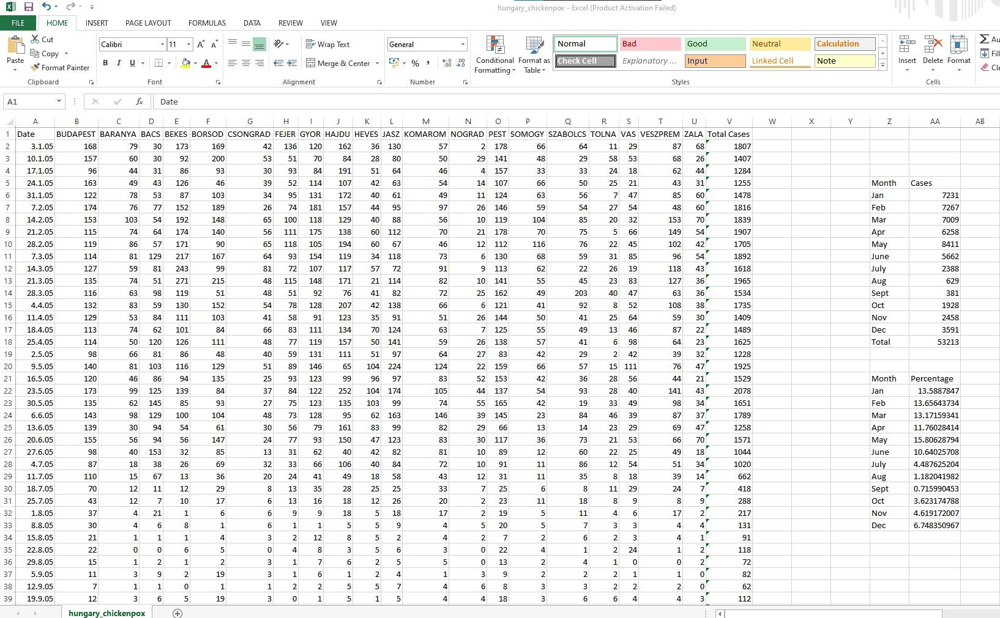 hungary_chickenpox - Excel (Product Activation Failed)
FILE HOME INSERT PAGE LAYOUT FORMULAS DATA REVIEW VIEW
Paste
Cut
Copy
Format Painter
Clipboard
Calibri 11
B I U
Font
Wrap Text
Merge & Center
Alignment
General
%
Number
Conditional Formatting
Format as Table
Normal Bad Good Neutral Calculation
Check Cell Explanatory ... Input Linked Cell Note
Styles
Insert Delete Format
Cells
Au
Fill
Cle
A1 fx Date
A B C D E F G H I J K L M N O P Q R S T U V W X Y Z AA AB
1 Date BUDAPEST BARANYA BACS BEKES BORSOD CSONGRAD FEJER GYOR HAJDU HEVES JASZ KOMAROM NOGRAD PEST SOMOGY SZABOLCS TOLNA VAS VESZPREM ZALA Total Cases
2 3.1.05 168 79 30 173 169 42 136 120 162 36 130 57 2 178 66 64 11 29 87 68 1807
3 10.1.05 157 60 30 92 200 53 51 70 84 28 80 50 29 141 48 29 58 53 68 26 1407
4 17.1.05 96 44 31 86 93 30 93 84 191 51 64 46 4 157 33 33 24 18 62 44 1284
5 24.1.05 163 49 43 126 46 39 52 114 107 42 63 54 14 107 66 50 25 21 43 31 1255 Month Cases
6 31.1.05 122 78 53 87 103 34 95 131 172 40 61 49 11 124 63 56 7 47 85 60 1478 Jan 7231
7 7.2.05 174 76 77 152 189 26 74 181 157 44 95 97 26 146 59 54 27 54 48 60 1816 Feb 7267
8 14.2.05 153 103 54 192 148 65 100 118 129 40 88 56 10 119 104 85 20 32 153 70 1839 Mar 7009
9 21.2.05 115 74 64 174 140 56 111 175 138 60 112 70 21 178 70 75 5 66 149 54 1907 Apr 6258
10 28.2.05 119 86 57 171 90 65 118 105 194 60 67 46 12 112 116 76 22 45 102 42 1705 May 8411
11 7.3.05 114 81 129 217 167 64 93 154 119 34 118 73 6 130 68 59 31 85 96 54 1892 June 5662
12 14.3.05 127 59 81 243 99 81 72 107 117 57 72 91 9 113 62 22 26 19 118 43 1618 July 2388
13 21.3.05 135 74 51 271 215 48 115 148 171 21 114 82 10 141 55 45 23 83 127 36 1965 Aug 629
14 28.3.05 116 63 98 119 51 48 51 92 76 41 82 72 25 162 49 203 40 47 63 36 1534 Sept 381
15 4.4.05 132 83 59 130 152 54 78 128 207 42 138 66 6 121 41 92 8 52 108 38 1735 Oct 1928
16 11.4.05 129 53 84 111 103 41 58 91 123 35 91 51 26 144 50 41 25 64 59 30 1409 Nov 2458
17 18.4.05 113 74 62 101 84 66 83 111 134 70 124 63 7 125 55 49 13 46 87 22 1489 Dec 3591
18 25.4.05 114 50 120 126 111 48 77 119 157 50 141 59 26 138 57 41 6 98 64 23 1625 Total 53213
19 2.5.05 98 66 81 86 48 40 59 131 111 51 97 64 27 83 42 29 2 42 39 32 1228
20 9.5.05 140 81 103 116 129 51 89 146 65 104 224 124 22 159 66 57 15 111 76 47 1925
21 16.5.05 120 46 86 94 135 25 93 123 99 96 97 83 52 153 42 36 28 56 44 21 1529 Month Percentage
22 23.5.05 173 99 125 139 84 37 84 122 252 104 174 105 44 137 54 93 28 40 141 43 2078 Jan 13.5887847
23 30.5.05 135 62 145 85 93 27 75 123 135 103 99 74 55 165 42 19 33 49 98 34 1651 Feb 13.65643734
24 6.6.05 143 98 129 100 104 48 73 128 95 62 163 146 39 145 23 84 46 39 87 37 1789 Mar 13.17159341
25 13.6.05 139 30 94 54 61 30 56 79 161 83 99 82 29 66 13 14 23 29 69 47 1258 Apr 11.76028414
26 20.6.05 155 56 94 56 147 24 77 93 150 47 123 83 30 117 36 73 21 53 66 70 1571 May 15.80628794
27 27.6.05 98 40 153 32 85 13 31 62 40 42 82 81 10 89 12 60 22 25 49 18 1044 June 10.64025708
28 4.7.05 87 18 38 26 69 32 33 66 106 40 84 72 10 91 11 86 12 54 51 34 1020 July 4.487625204
29 11.7.05 110 15 67 13 36 20 24 41 49 18 58 43 12 31 11 35 8 18 39 14 662 Aug 1.182041982
30 18.7.05 70 12 11 12 29 8 13 35 28 25 25 33 7 25 6 8 11 29 24 7 418 Sept 0.715990453
31 25.7.05 43 12 7 10 17 6 13 16 18 12 26 20 2 23 11 18 8 9 8 9 288 Oct 3.623174788
32 1.8.05 37 4 21 1 6 6 9 9 18 5 18 17 2 19 5 11 4 6 17 2 217 Nov 4.619172007
33 8.8.05 30 4 6 8 1 6 1 1 5 5 9 4 5 20 5 7 3 3 4 4 131 Dec 6.748350967
34 15.8.05 21 1 1 1 4 3 2 12 8 5 2 4 2 7 2 6 2 3 4 1 91
35 22.8.05 22 0 0 6 5 0 4 8 3 5 6 3 0 22 4 1 2 24 1 2 118
36 29.8.05 15 1 2 1 2 3 1 7 6 2 5 5 0 13 2 4 1 0 0 2 72
37 5.9.05 11 3 9 2 19 3 1 6 1 2 4 1 3 9 2 2 2 1 1 0 82
38 12.9.05 7 1 1 0 1 1 2 2 5 5 7 4 6 8 3 3 2 2 2 0 62
39 19.9.05 12 3 6 5 19 3 0 1 5 1 5 4 4 18 3 6 6 4 4 3 112
hungary_chickenpox